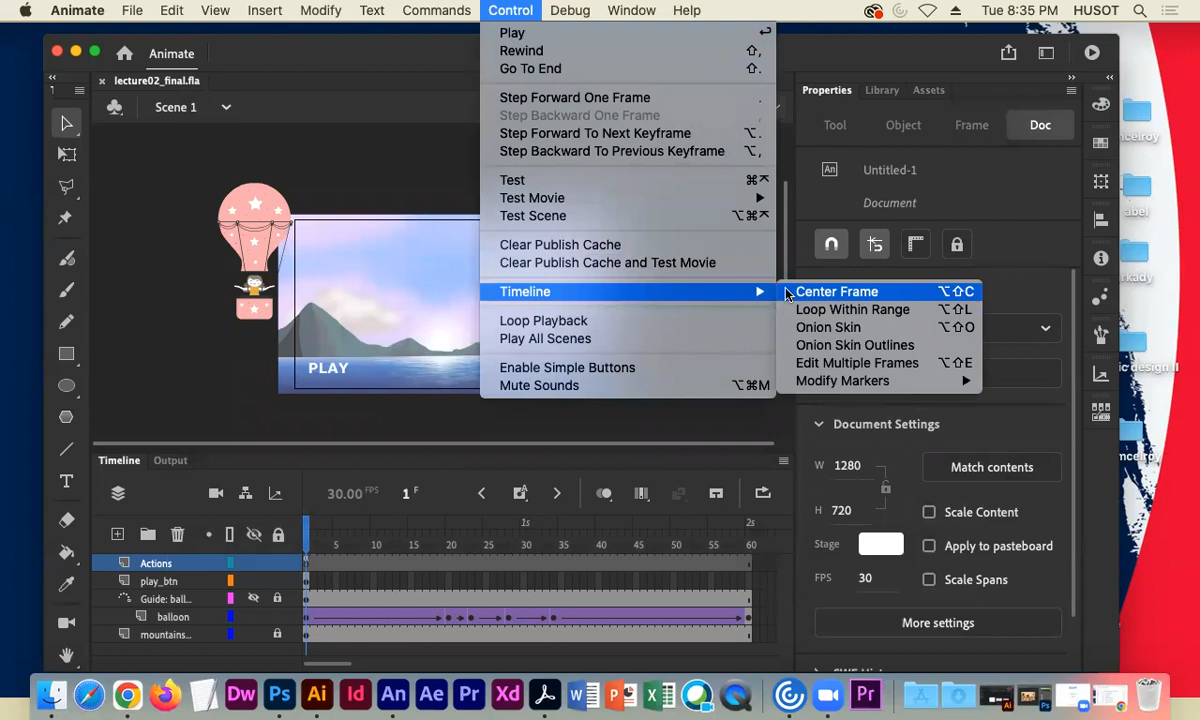 Animate File Edit View Insert Modify Text Commands Control Debug Window Help Tue 8:35 PM HUSOT
Animate
lecture02_final.fla
Scene 1
Play
Rewind ⇧,
Go To End ⇧.
Step Forward One Frame .
Step Backward One Frame ,
Step Forward To Next Keyframe ⌥.
Step Backward To Previous Keyframe ⌥,
Test ⌘⌤
Test Movie
Test Scene ⌥⌘⌤
Clear Publish Cache
Clear Publish Cache and Test Movie
Timeline
Loop Playback
Play All Scenes
Enable Simple Buttons
Mute Sounds ⌥⌘M
Center Frame ⌥⇧C
Loop Within Range ⌥⇧L
Onion Skin ⌥⇧O
Onion Skin Outlines
Edit Multiple Frames ⌥⇧E
Modify Markers
PLAY
Properties Library Assets
Tool Object Frame Doc
An Untitled-1
Document
Document Settings
W 1280 Match contents
H 720 Scale Content
Stage Apply to pasteboard
FPS 30 Scale Spans
More settings
Timeline Output
30.00 FPS 1 F
1s 2s
5 10 15 20 25 30 35 40 45 50 55 60
Actions
play_btn
Guide: ball...
balloon
mountains...
abel
arkady
ic design II
mcelroy
Dw Ps Ai Id An Ae Pr Xd Pr